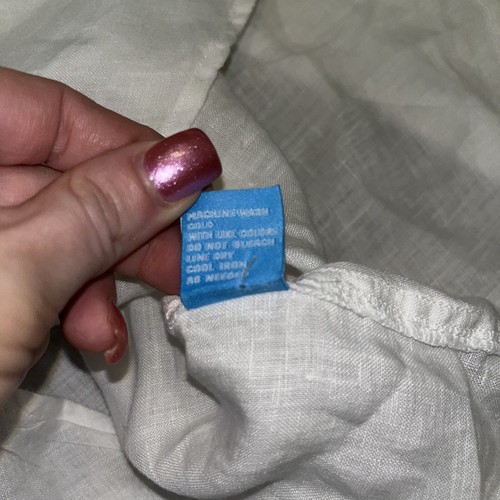 MACHINE WASH
COLD
WITH LIKE COLORS
DO NOT BLEACH
LINE DRY
COOL IRON
AS NEEDED